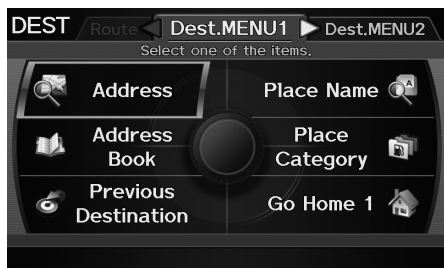 DEST Route Dest.MENU1 Dest.MENU2
Select one of the items.
Address
Place Name
A
Address
Book
Place
Category
Previous
Destination
Go Home 1